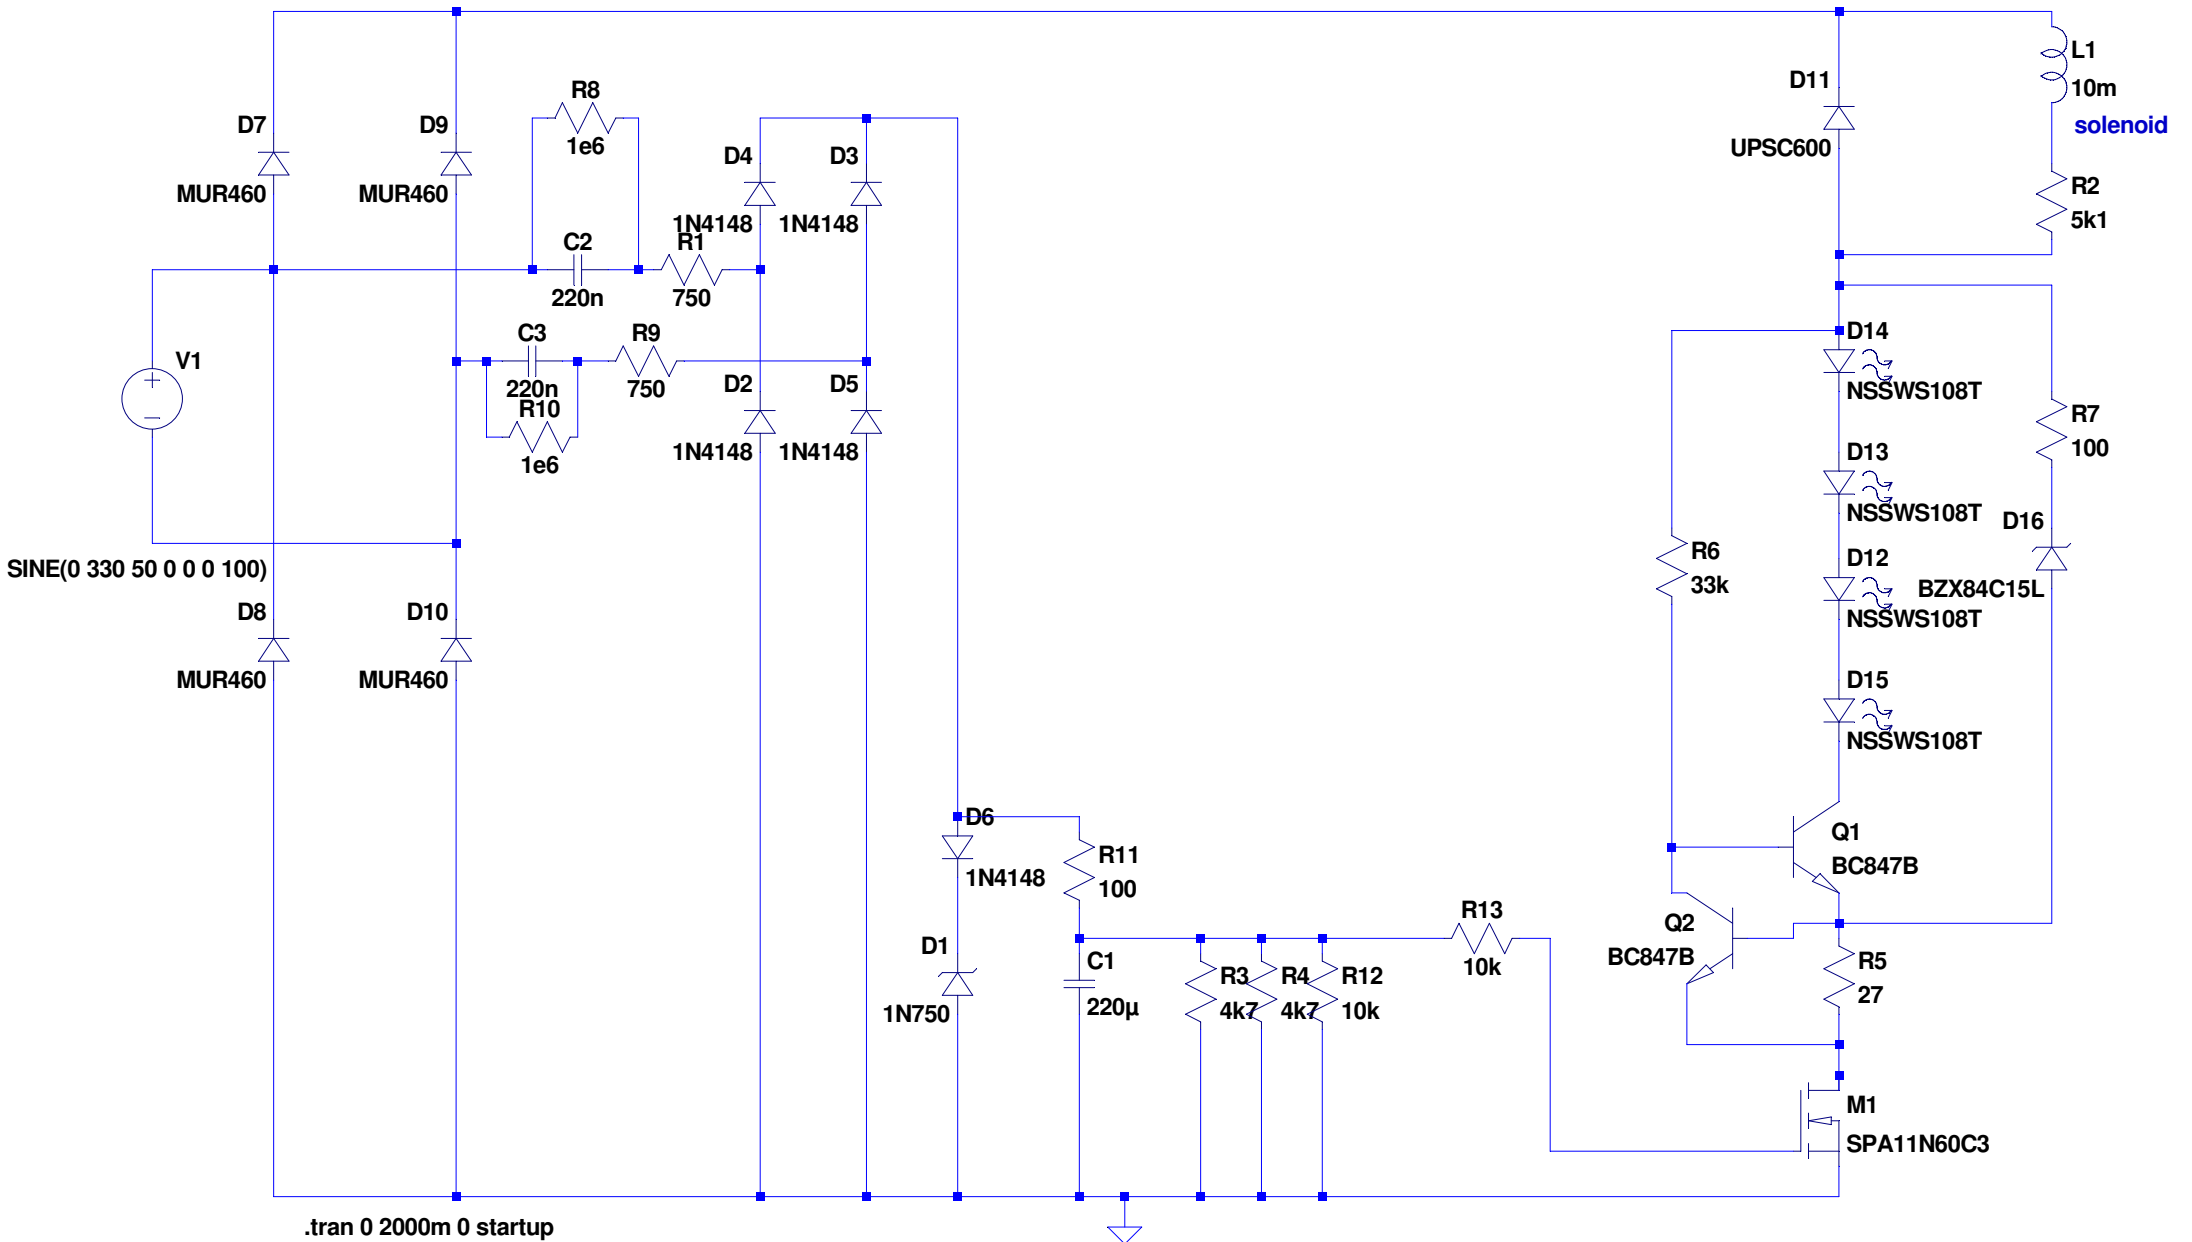 L1
10m
solenoid
D11
UPSC600
R8
1e6
D7
MUR460
D9
MUR460
D4
1N4148
D3
1N4148
R2
5k1
C2
220n
R1
750
C3
220n
R9
750
R10
1e6
V1
SINE(0 330 50 0 0 0 100)
D2
1N4148
D5
1N4148
D14
NSSWS108T
D13
NSSWS108T
D12
NSSWS108T
D15
NSSWS108T
R7
100
D16
BZX84C15L
R6
33k
D8
MUR460
D10
MUR460
D6
1N4148
R11
100
Q1
BC847B
Q2
BC847B
R13
10k
D1
1N750
C1
220µ
R3
4k7
R4
4k7
R12
10k
R5
27
M1
SPA11N60C3
.tran 0 2000m 0 startup